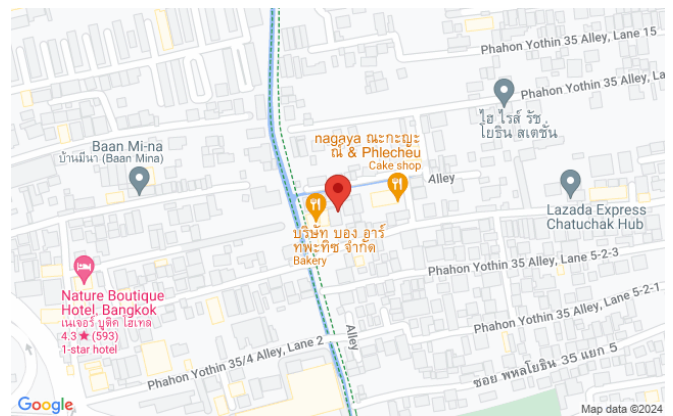 Phahon Yothin 35 Alley, Lane 15
Phahon Yothin 35 Alley, La
ไฮ ไรส์ รัช
โยธิน สเตชั่น
Baan Mi-na
บ้านมีนา (Baan Mina)
nagaya ณะกะญะ
ณี & Phlecheu
Cake shop
Alley
Lazada Express
Chatuchak Hub
บริษัท บอง อาร์
ทพะทิซ จำกัด
Bakery
Phahon Yothin 35 Alley, Lane 5-2-3
Nature Boutique
Hotel, Bangkok
เนเจอร์ บูติค โฮเทล
4.3★(593)
1-star hotel
Phahon Yothin 35 Alley, Lane 5-2-1
Alley
Phahon Yothin 35/4 Alley, Lane 2
ซอย พหลโยธิน 35 แยก 5
Google
Map data ©2024